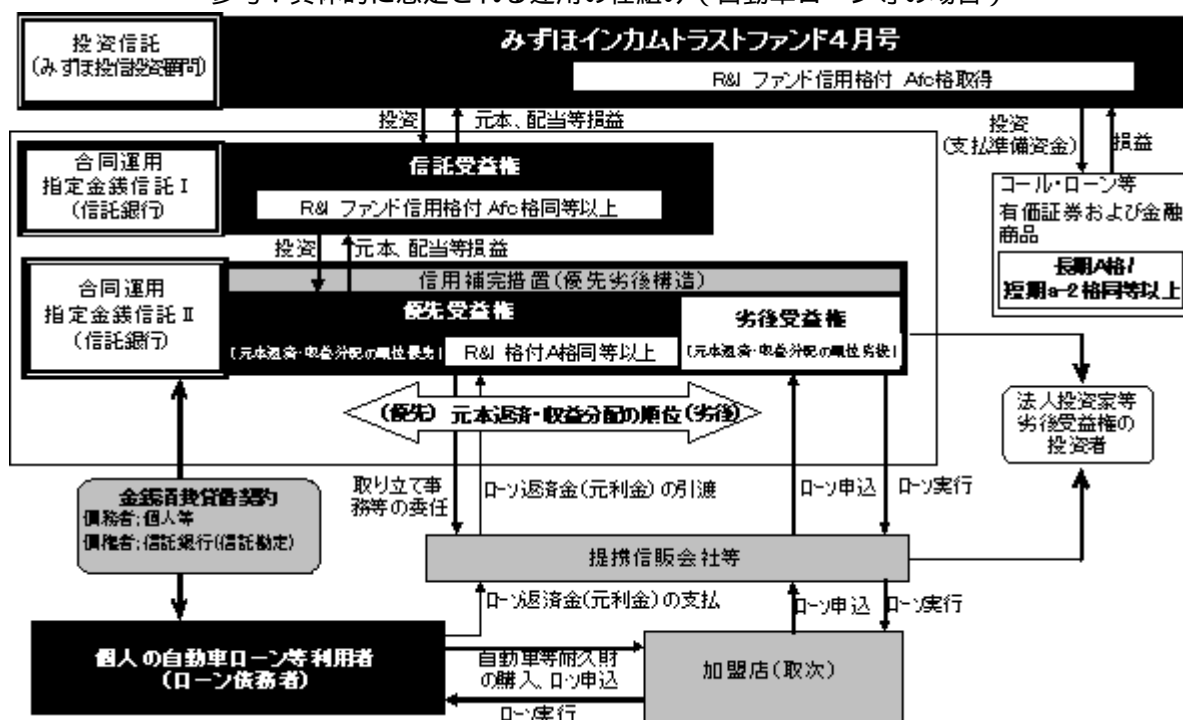 参考：具体的に想定される運用の仕組み（自動車ローン等の場合）
投資信託
(みずほ投信投資顧問)
みずほインカムトラストファンド４月号
R&I ファンド信用格付 Afc格取得
投資
元本、配当等損益
投資
(支払準備資金)
損益
合同運用
指定金銭信託Ⅰ
(信託銀行)
信託受益権
R&I ファンド信用格付 Afc格同等以上
コール・ローン等
有価証券および金融
商品
長期A格/
短期a-2格同等以上
投資
元本、配当等損益
合同運用
指定金銭信託Ⅱ
(信託銀行)
信用補完措置(優先劣後構造)
優先受益権
[元本返済・収益分配の順位優先]
R&I 格付A格同等以上
劣後受益権
[元本返済・収益分配の順位劣後]
(優先) 元本返済・収益分配の順位(劣後)
法人投資家等
劣後受益権の
投資者
金銭消費貸借契約
債務者:個人等
債権者:信託銀行(信託勘定)
取り立て事
務等の委任
ローン返済金(元利金)の引渡
ローン申込
ローン実行
提携信販会社等
ローン返済金(元利金)の支払
ローン申込
ローン実行
個人の自動車ローン等利用者
(ローン債務者)
自動車等耐久財
の購入、ローン申込
ローン実行
加盟店(取次)